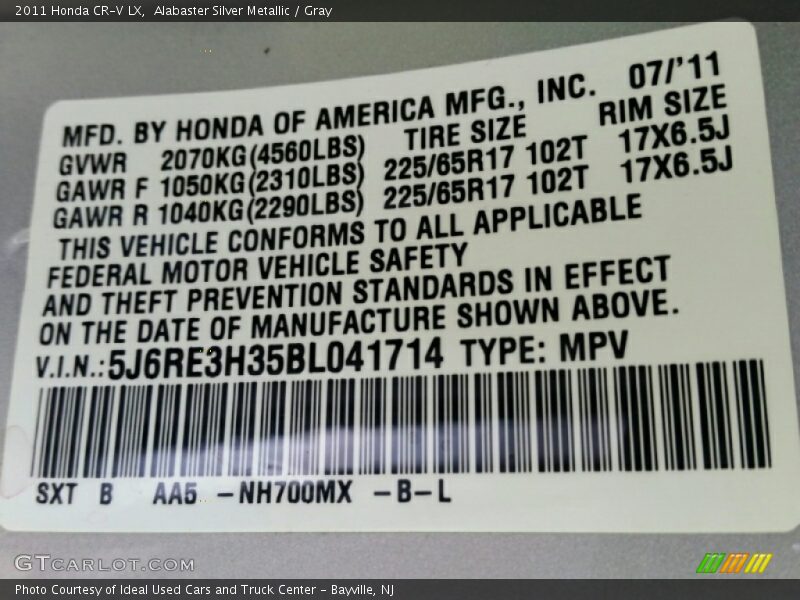 2011 Honda CR-V LX,  Alabaster Silver Metallic / Gray
MFD. BY HONDA OF AMERICA MFG., INC. 07/'11
GVWR 2070KG(4560LBS) TIRE SIZE RIM SIZE
GAWR F 1050KG(2310LBS) 225/65R17 102T 17X6.5J
GAWR R 1040KG(2290LBS) 225/65R17 102T 17X6.5J
THIS VEHICLE CONFORMS TO ALL APPLICABLE
FEDERAL MOTOR VEHICLE SAFETY
AND THEFT PREVENTION STANDARDS IN EFFECT
ON THE DATE OF MANUFACTURE SHOWN ABOVE.
V.I.N.:5J6RE3H35BL041714 TYPE: MPV
SXT B AA5 -NH700MX -B-L
GTCARLOT.COM
Photo Courtesy of Ideal Used Cars and Truck Center - Bayville, NJ